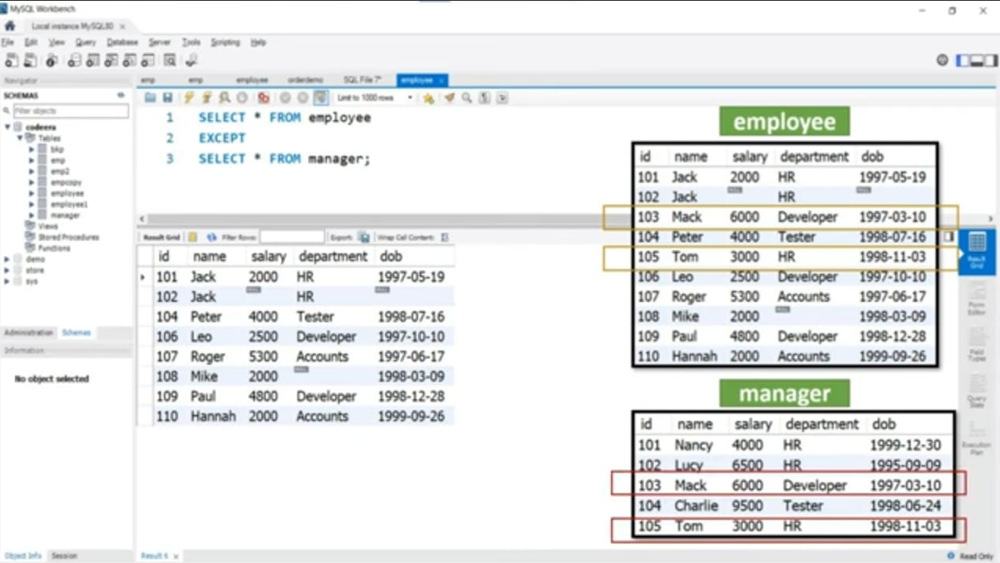 MySQL Workbench
Local instance MySQL80 ×
File Edit View Query Database Server Tools Scripting Help
Navigator
SCHEMAS
Filter objects
codeera
Tables
bkp
emp
emp2
empcopy
employee
employee1
manager
Views
Stored Procedures
Functions
demo
store
sys
Administration Schemas
Information
No object selected
Object Info Session
emp emp employee orderdemo SQL File 7* employee ×
Limit to 1000 rows
1 SELECT * FROM employee
2 EXCEPT
3 SELECT * FROM manager;
Result Grid Filter Rows: Export: Wrap Cell Content:
id name salary department dob
101 Jack 2000 HR 1997-05-19
102 Jack NULL HR NULL
104 Peter 4000 Tester 1998-07-16
106 Leo 2500 Developer 1997-10-10
107 Roger 5300 Accounts 1997-06-17
108 Mike 2000 NULL 1998-03-09
109 Paul 4800 Developer 1998-12-28
110 Hannah 2000 Accounts 1999-09-26
Result 6 ×
employee
id name salary department dob
101 Jack 2000 HR 1997-05-19
102 Jack NULL HR NULL
103 Mack 6000 Developer 1997-03-10
104 Peter 4000 Tester 1998-07-16
105 Tom 3000 HR 1998-11-03
106 Leo 2500 Developer 1997-10-10
107 Roger 5300 Accounts 1997-06-17
108 Mike 2000 NULL 1998-03-09
109 Paul 4800 Developer 1998-12-28
110 Hannah 2000 Accounts 1999-09-26
manager
id name salary department dob
101 Nancy 4000 HR 1999-12-30
102 Lucy 6500 HR 1995-09-09
103 Mack 6000 Developer 1997-03-10
104 Charlie 9500 Tester 1998-06-24
105 Tom 3000 HR 1998-11-03
Result
Grid
Form
Editor
Field
Types
Query
Stats
Execution
Plan
Read Only